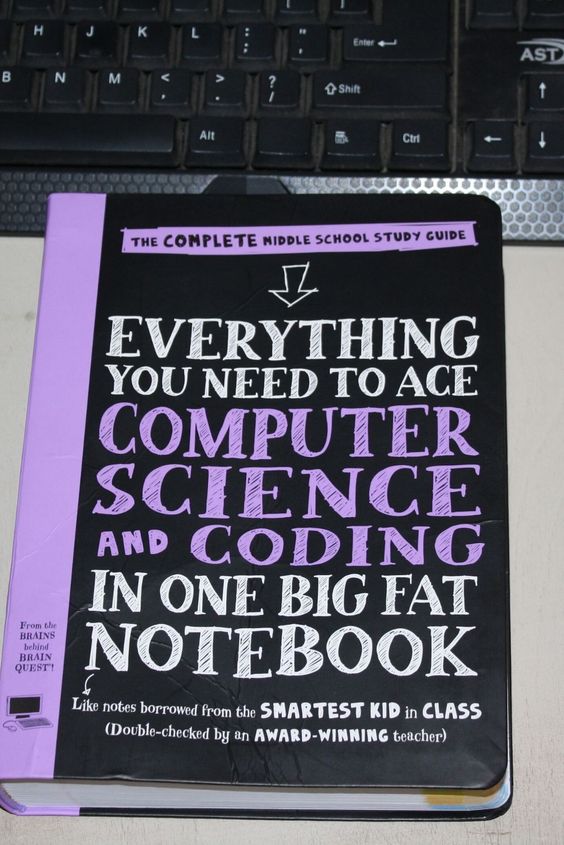 H J K L : ; " ' Enter
B N M < , > . ? / Shift
AST
Alt Ctrl
THE COMPLETE MIDDLE SCHOOL STUDY GUIDE
EVERYTHING
YOU NEED TO ACE
COMPUTER
SCIENCE
AND CODING
IN ONE BIG FAT
NOTEBOOK
Like notes borrowed from the SMARTEST KID in CLASS
(Double-checked by an AWARD-WINNING teacher)
From the
BRAINS
behind
BRAIN
QUEST!